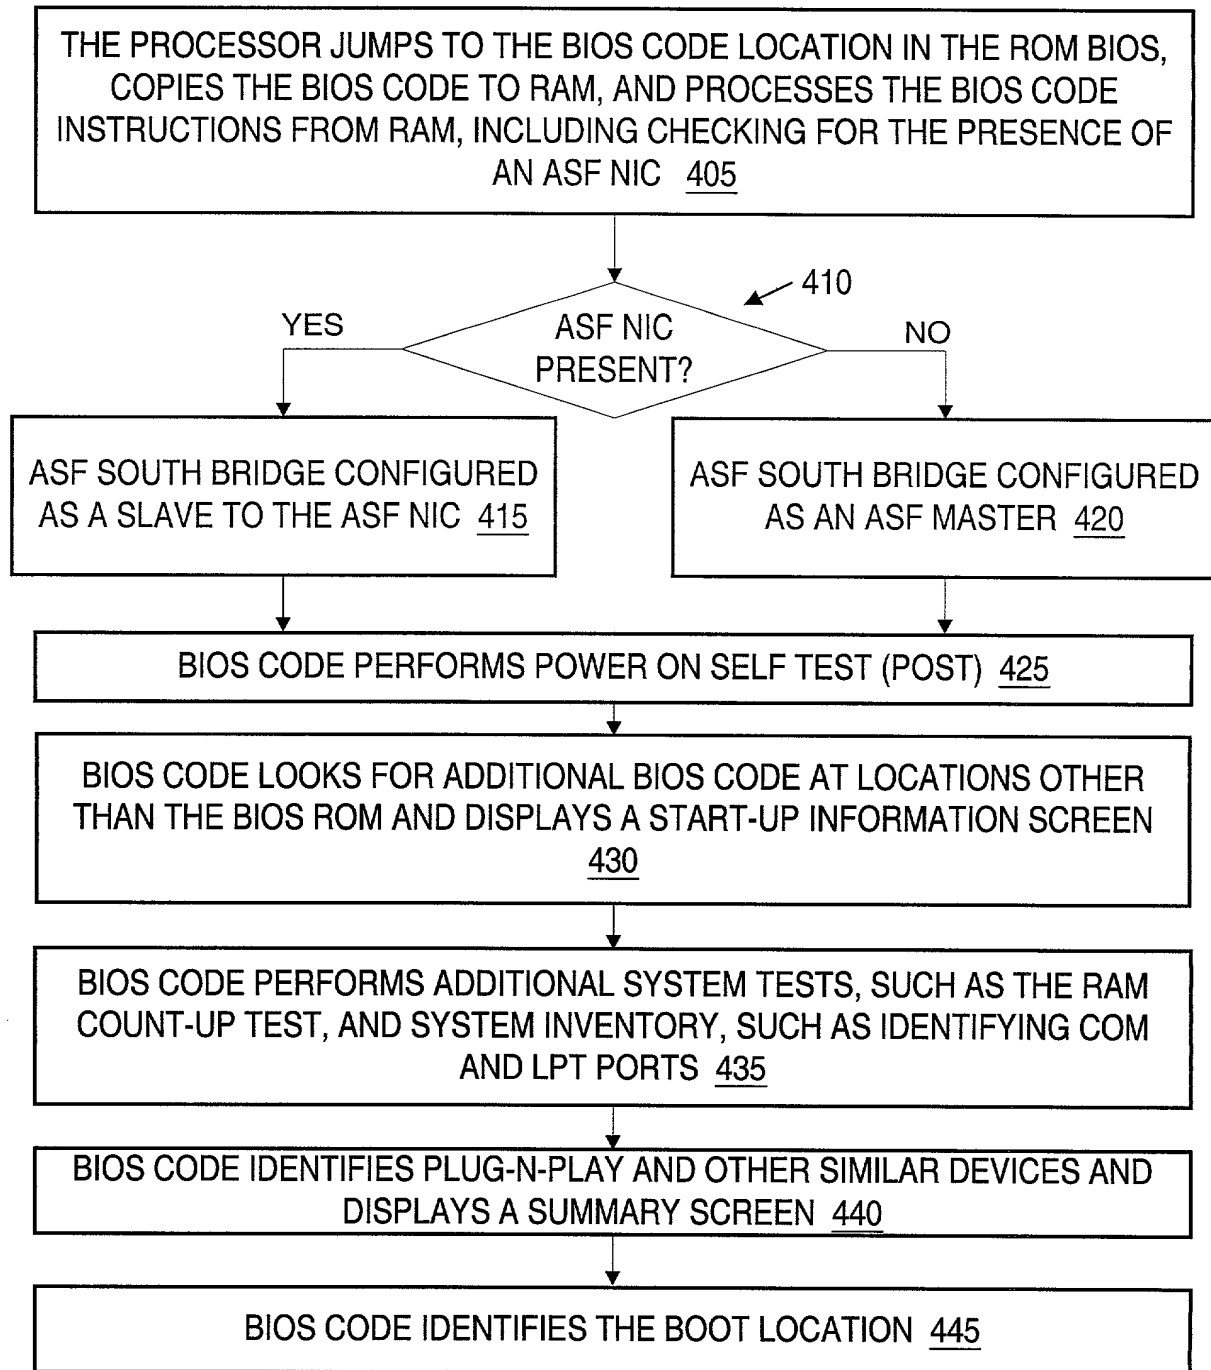 THE PROCESSOR JUMPS TO THE BIOS CODE LOCATION IN THE ROM BIOS,
COPIES THE BIOS CODE TO RAM, AND PROCESSES THE BIOS CODE
INSTRUCTIONS FROM RAM, INCLUDING CHECKING FOR THE PRESENCE OF
AN ASF NIC 405
410
YES
ASF NIC
PRESENT?
NO
ASF SOUTH BRIDGE CONFIGURED
AS A SLAVE TO THE ASF NIC 415
ASF SOUTH BRIDGE CONFIGURED
AS AN ASF MASTER 420
BIOS CODE PERFORMS POWER ON SELF TEST (POST) 425
BIOS CODE LOOKS FOR ADDITIONAL BIOS CODE AT LOCATIONS OTHER
THAN THE BIOS ROM AND DISPLAYS A START-UP INFORMATION SCREEN
430
BIOS CODE PERFORMS ADDITIONAL SYSTEM TESTS, SUCH AS THE RAM
COUNT-UP TEST, AND SYSTEM INVENTORY, SUCH AS IDENTIFYING COM
AND LPT PORTS 435
BIOS CODE IDENTIFIES PLUG-N-PLAY AND OTHER SIMILAR DEVICES AND
DISPLAYS A SUMMARY SCREEN 440
BIOS CODE IDENTIFIES THE BOOT LOCATION 445